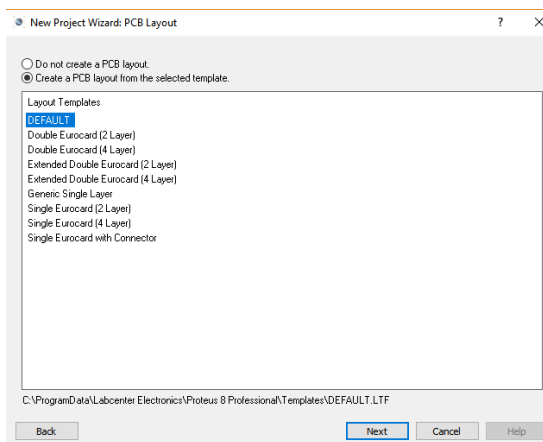 New Project Wizard: PCB Layout ? X
Do not create a PCB layout.
Create a PCB layout from the selected template.
Layout Templates
DEFAULT
Double Eurocard (2 Layer)
Double Eurocard (4 Layer)
Extended Double Eurocard (2 Layer)
Extended Double Eurocard (4 Layer)
Generic Single Layer
Single Eurocard (2 Layer)
Single Eurocard (4 Layer)
Single Eurocard with Connector
C:\ProgramData\Labcenter Electronics\Proteus 8 Professional\Templates\DEFAULT.LTF
Back Next Cancel Help